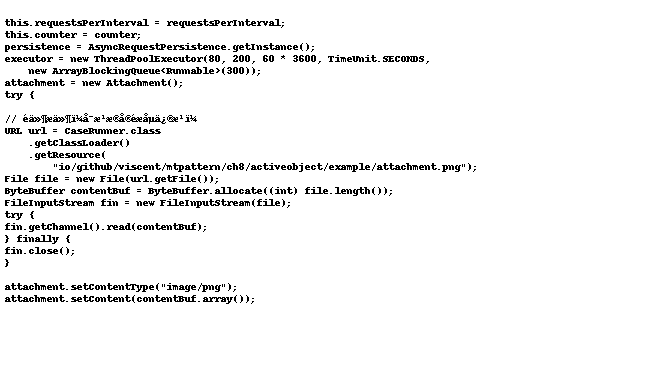 this.requestsPerInterval = requestsPerInterval;
this.counter = counter;
persistence = AsyncRequestPersistence.getInstance();
executor = new ThreadPoolExecutor(80, 200, 60 * 3600, TimeUnit.SECONDS,
new ArrayBlockingQueue<Runnable>(300));
attachment = new Attachment();
try {
//
URL url = CaseRunner.class
.getClassLoader()
.getResource(
"io/github/viscent/mtpattern/ch8/activeobject/example/attachment.png");
File file = new File(url.getFile());
ByteBuffer contentBuf = ByteBuffer.allocate((int) file.length());
FileInputStream fin = new FileInputStream(file);
try {
fin.getChannel().read(contentBuf);
} finally {
fin.close();
}
attachment.setContentType("image/png");
attachment.setContent(contentBuf.array());